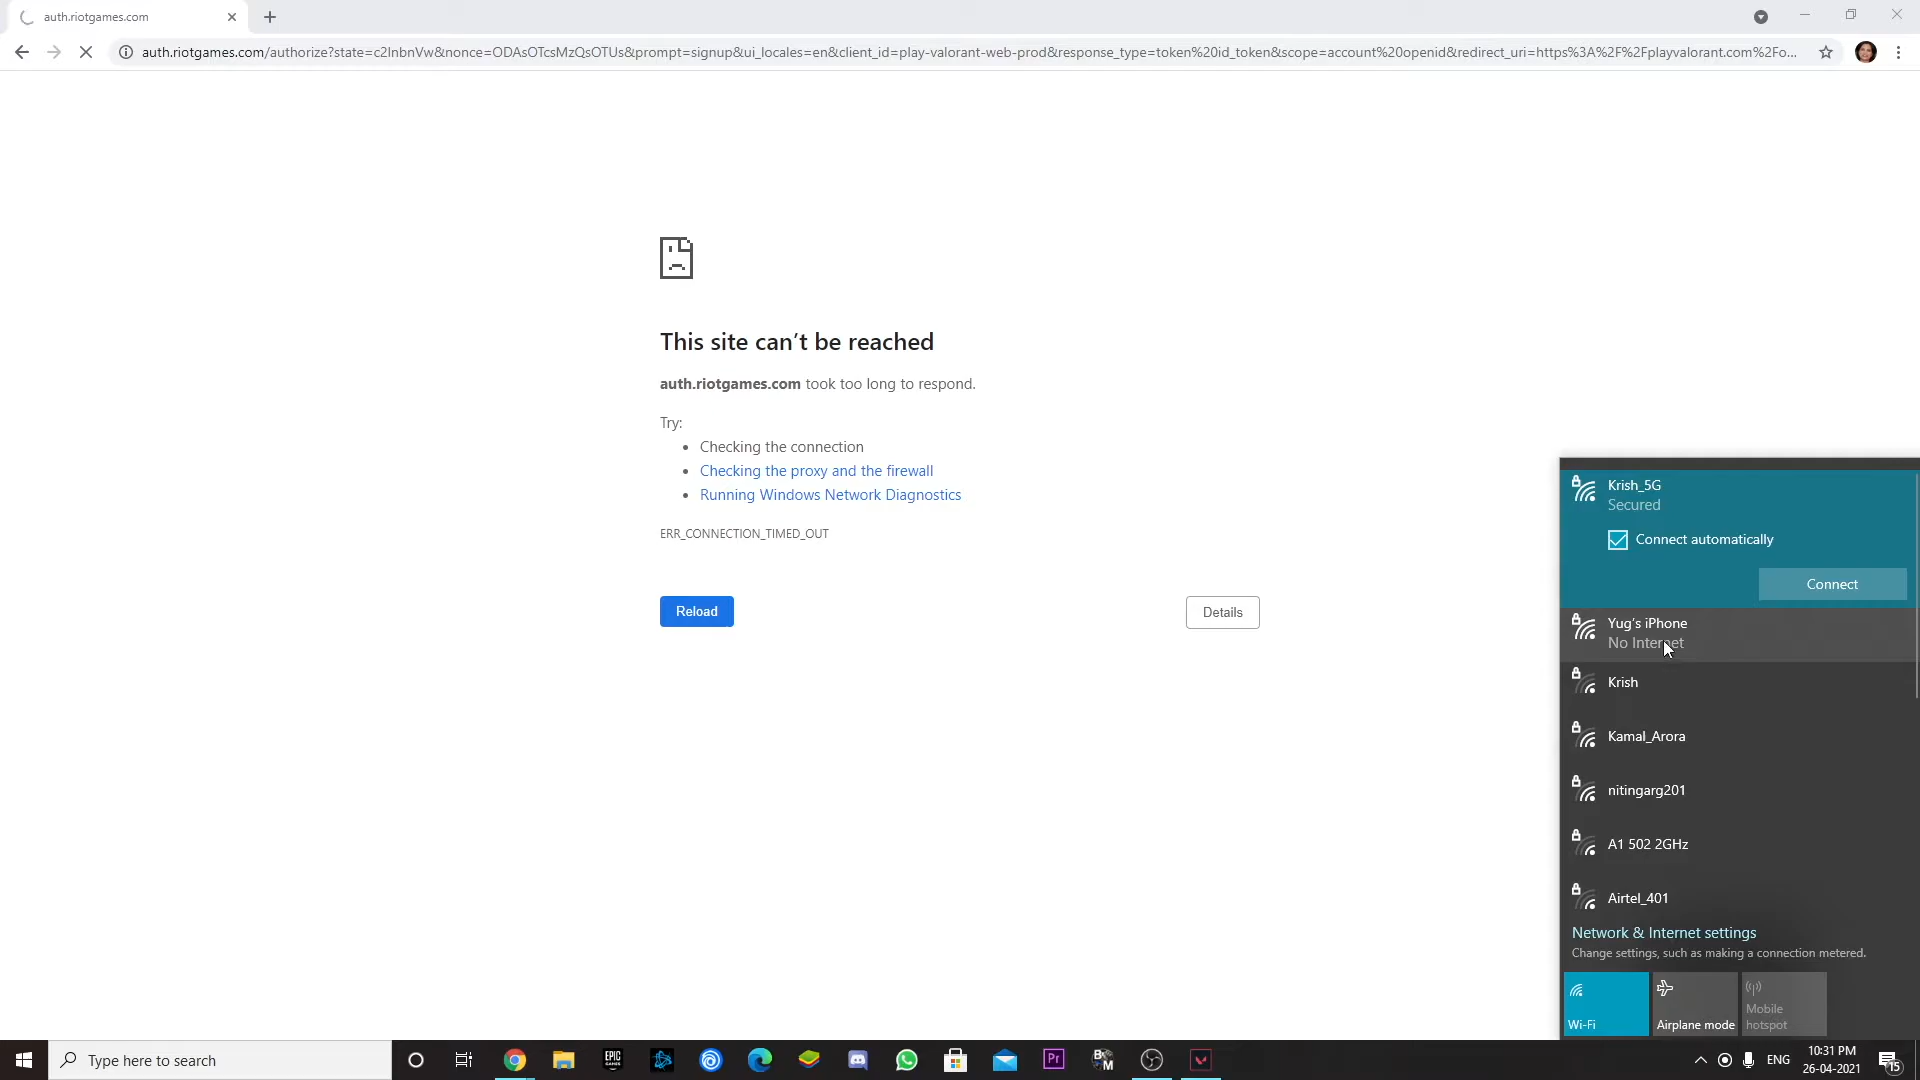 auth.riotgames.com
auth.riotgames.com/authorize?state=c2lnbnVw&nonce=ODAsOTcsMzQsOTUs&prompt=signup&ui_locales=en&client_id=play-valorant-web-prod&response_type=token%20id_token&scope=account%20openid&redirect_uri=https%3A%2F%2Fplayvalorant.com%2Fo...
This site can't be reached
auth.riotgames.com took too long to respond.
Try:
Checking the connection
Checking the proxy and the firewall
Running Windows Network Diagnostics
ERR_CONNECTION_TIMED_OUT
Reload
Details
Krish_5G
Secured
Connect automatically
Connect
Yug's iPhone
No Internet
Krish
Kamal_Arora
nitingarg201
A1 502 2GHz
Airtel_401
Network & Internet settings
Change settings, such as making a connection metered.
Wi-Fi
Airplane mode
Mobile
hotspot
Type here to search
EPIC
GAMES
Pr
ENG
10:31 PM
26-04-2021
15